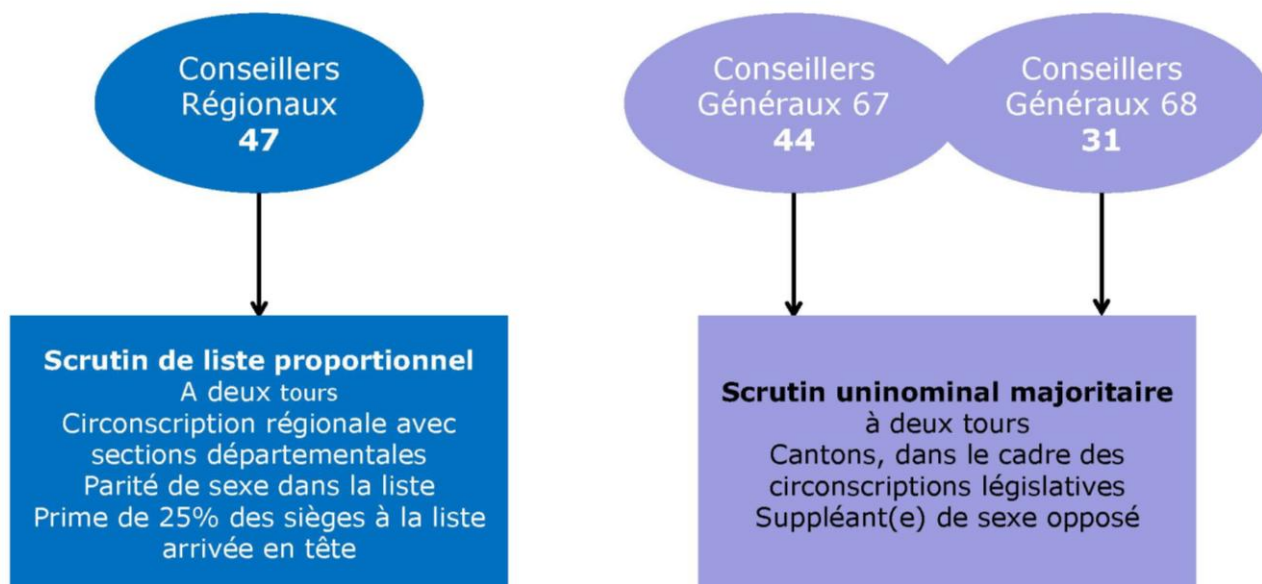 Conseillers
Régionaux
47
Conseillers
Généraux 67
44
Conseillers
Généraux 68
31
Scrutin de liste proportionnel
A deux tours
Circonscription régionale avec
sections départementales
Parité de sexe dans la liste
Prime de 25% des sièges à la liste
arrivée en tête
Scrutin uninominal majoritaire
à deux tours
Cantons, dans le cadre des
circonscriptions législatives
Suppléant(e) de sexe opposé